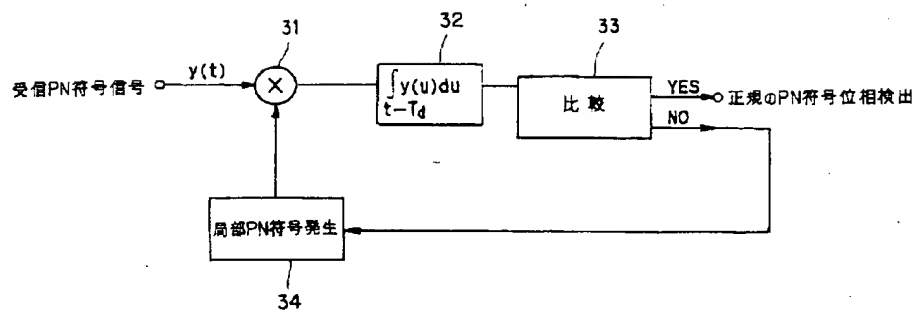 31
32
33
受信PN符号信号
y(t)
×
∫y(u)du
t−Td
比較
YES
正規のPN符号位相検出
NO
局部PN符号発生
34